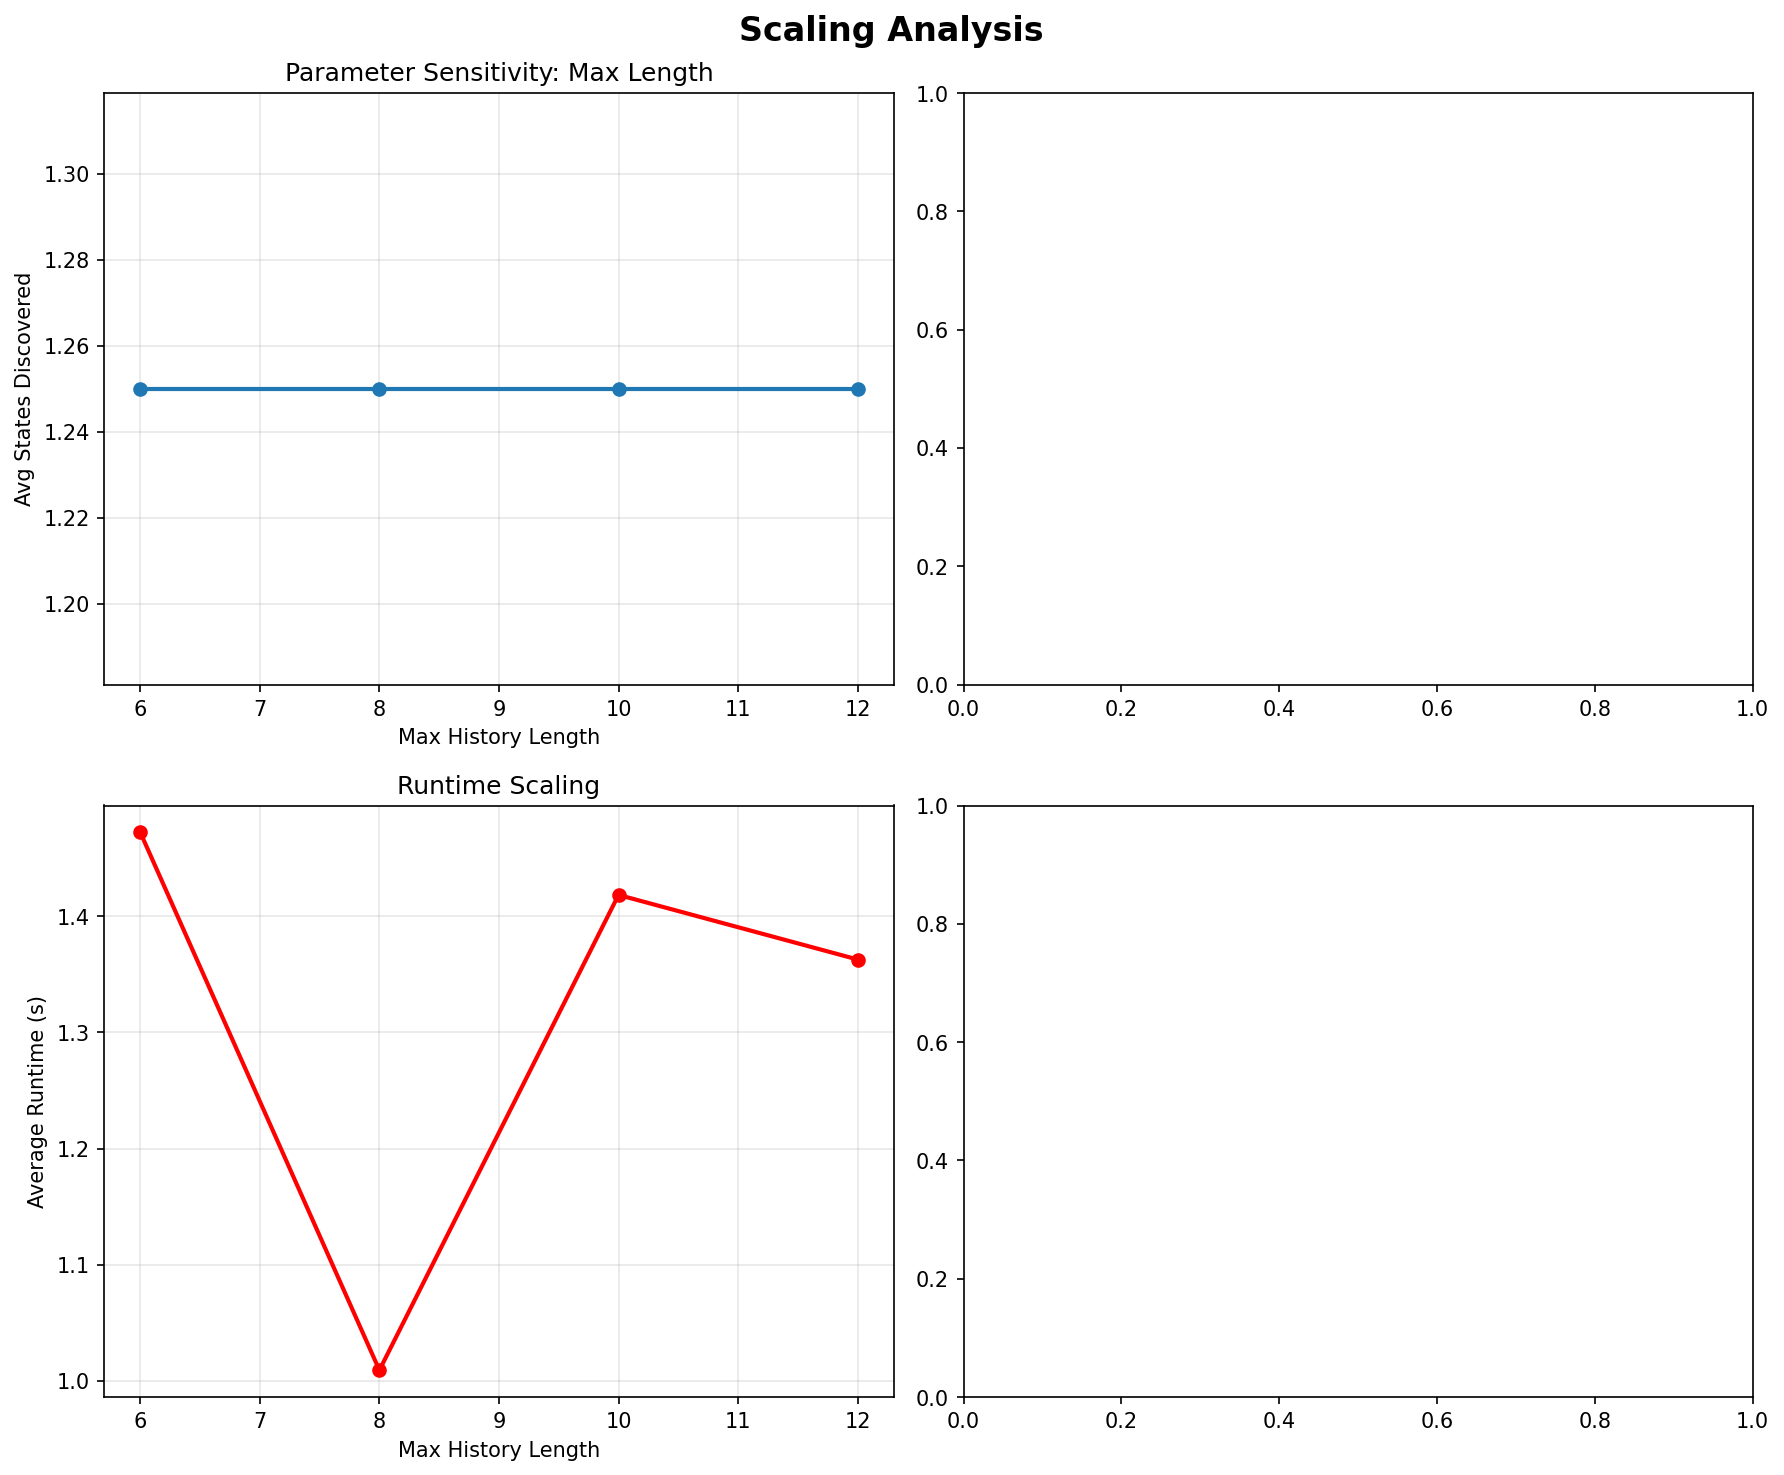 Scaling Analysis
Parameter Sensitivity: Max Length
1.30
1.28
1.26
1.24
1.22
1.20
Avg States Discovered
6 7 8 9 10 11 12
Max History Length
1.0
0.8
0.6
0.4
0.2
0.0
0.0 0.2 0.4 0.6 0.8 1.0
Runtime Scaling
1.4
1.3
1.2
1.1
1.0
Average Runtime (s)
6 7 8 9 10 11 12
Max History Length
1.0
0.8
0.6
0.4
0.2
0.0
0.0 0.2 0.4 0.6 0.8 1.0